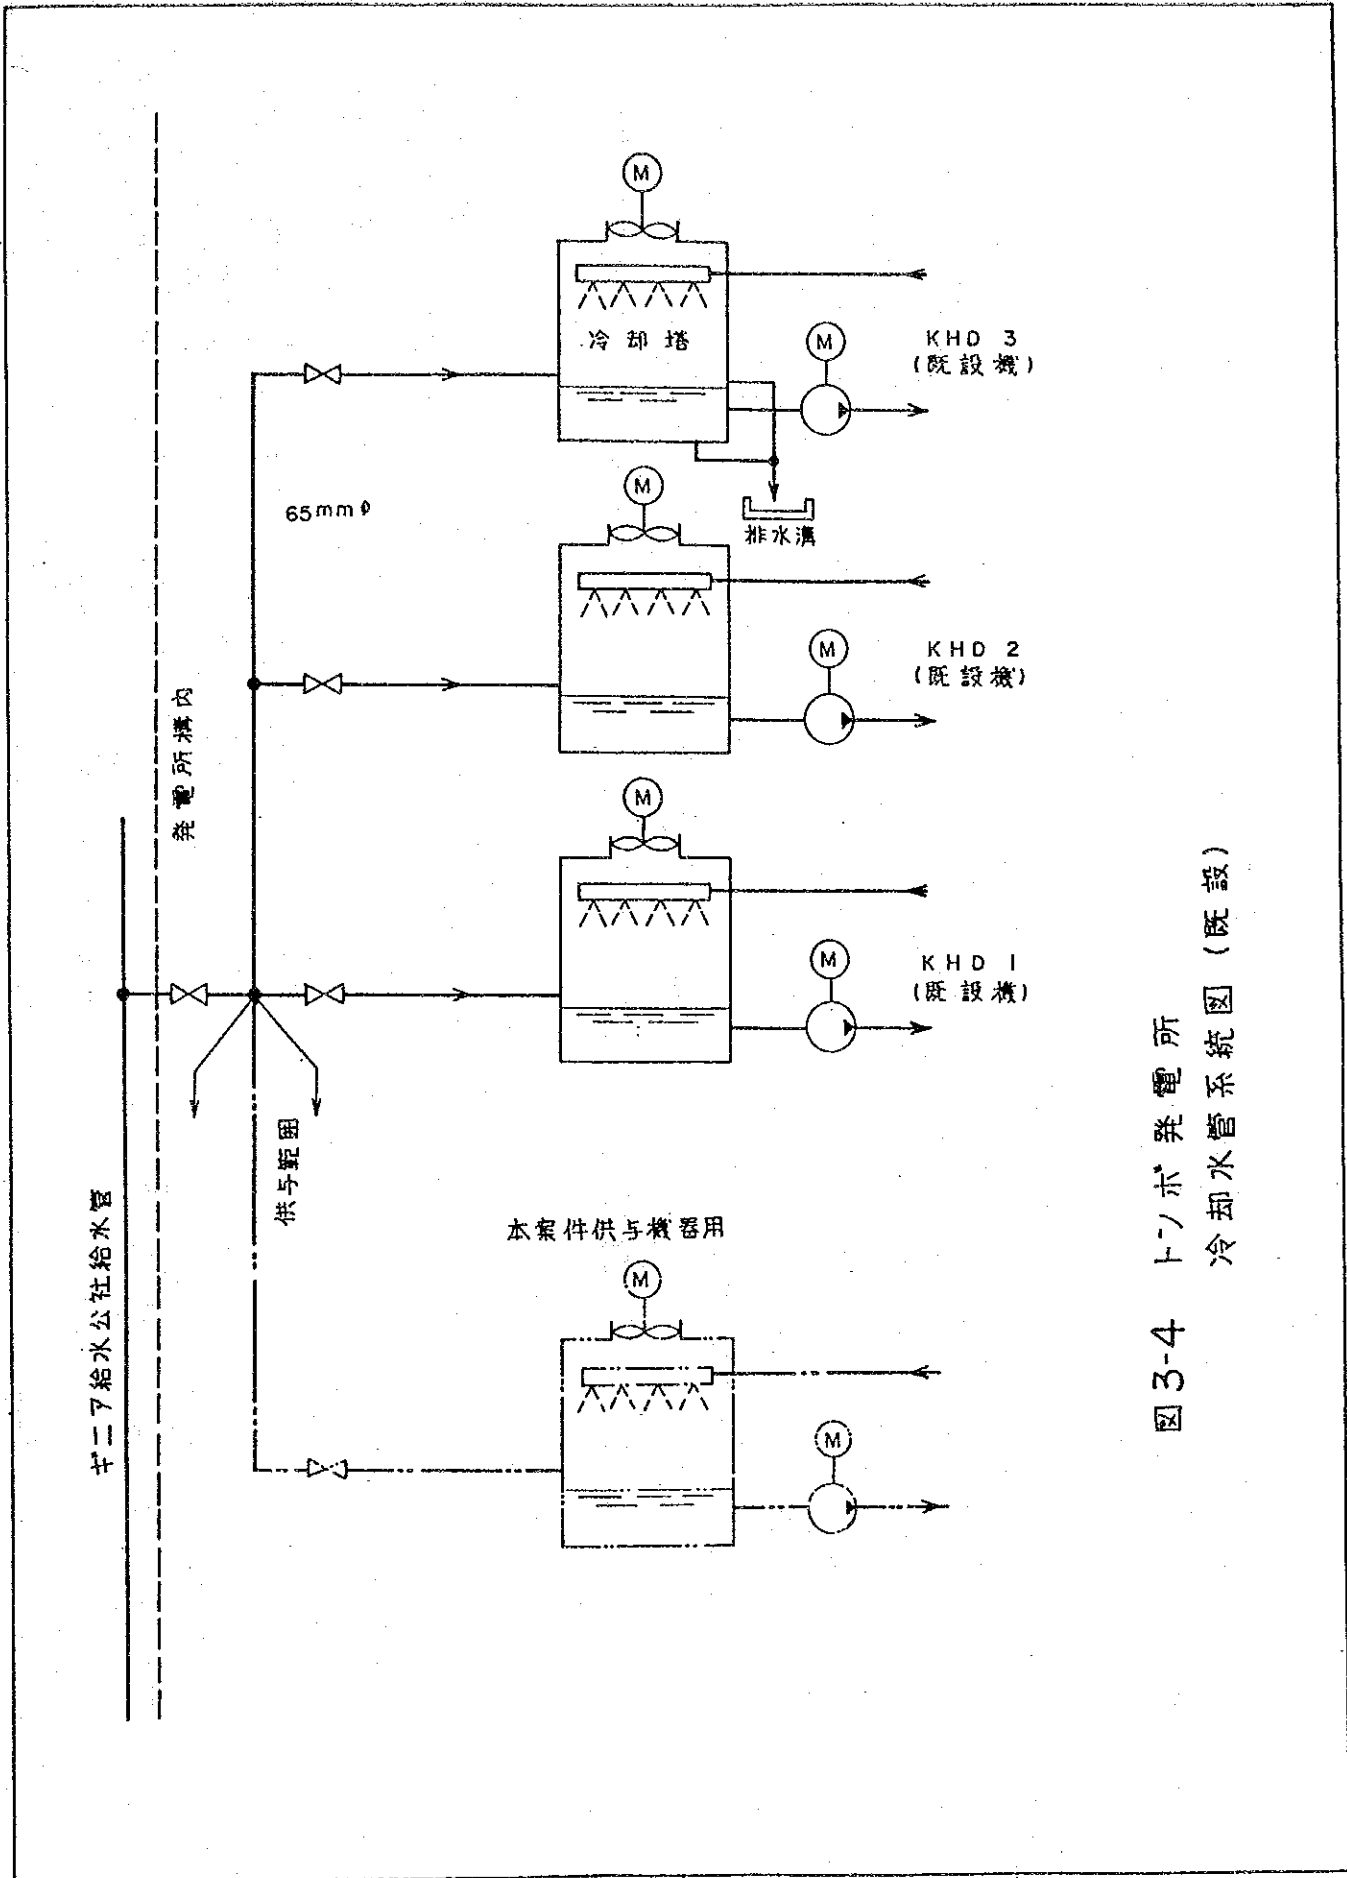 M
冷却塔
M
KHD 3
(既設機)
65mmφ
M
排水溝
M
KHD 2
(既設機)
発電所構内
M
M
KHD 1
(既設機)
供与範囲
ギニア給水公社給水管
本案件供与機器用
M
M
図3-4 トンボ発電所
冷却水管系統図(既設)